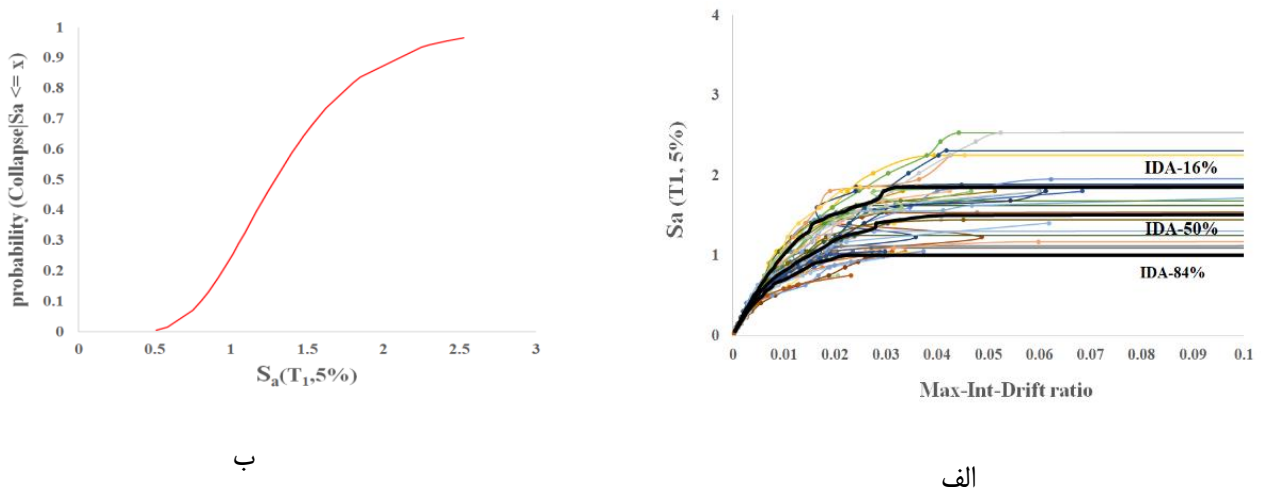 probability (Collapse|Sa <= x)
1
0.9
0.8
0.7
0.6
0.5
0.4
0.3
0.2
0.1
0
0 0.5 1 1.5 2 2.5 3
Sa(T1,5%)
ب
Sa (T1, 5%)
4
3
2
1
0
IDA-16%
IDA-50%
IDA-84%
0 0.01 0.02 0.03 0.04 0.05 0.06 0.07 0.08 0.09 0.1
Max-Int-Drift ratio
الف